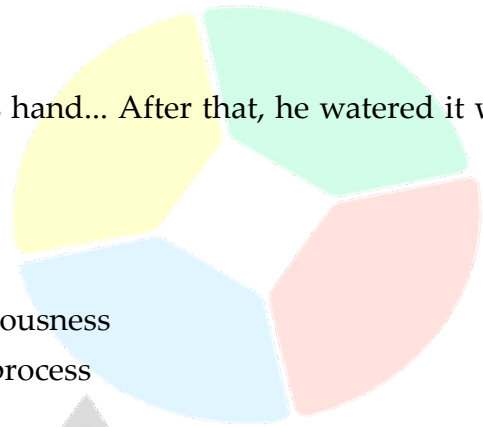 hand... After that, he watered it
ousness
process